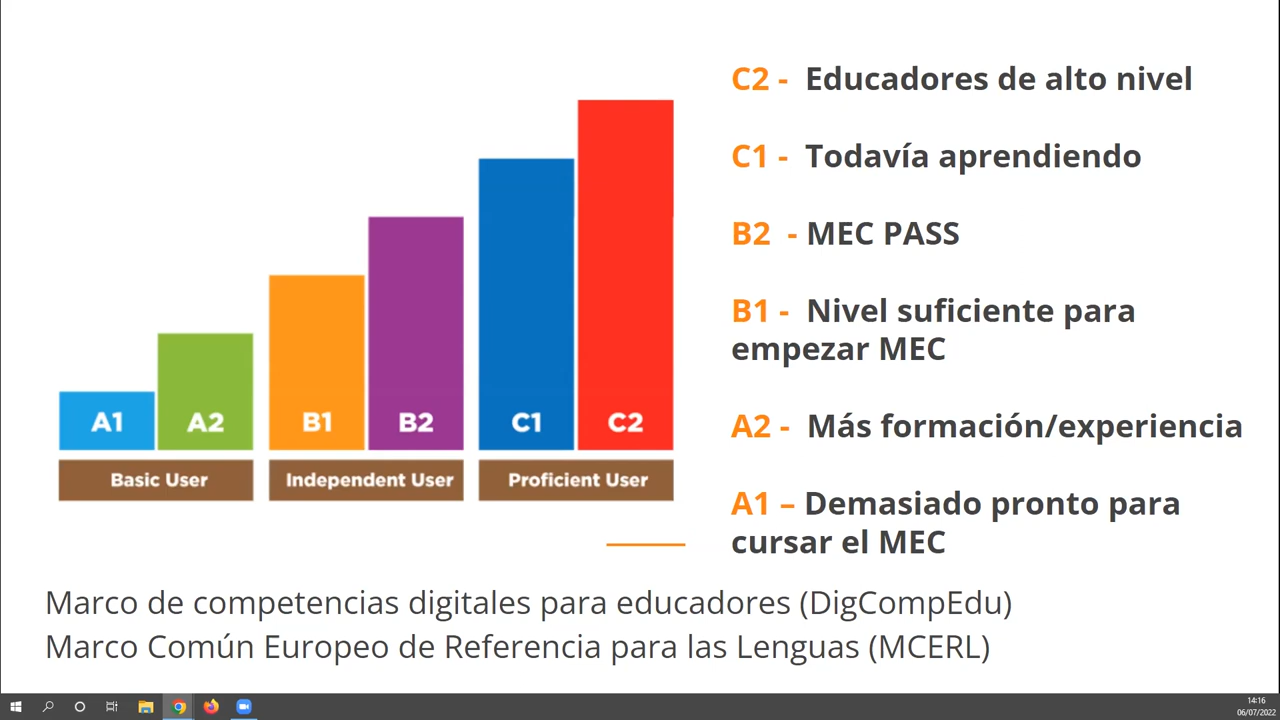 C2 - Educadores de alto nivel
C1 - Todavía aprendiendo
B2 - MEC PASS
B1 - Nivel suficiente para
empezar MEC
A2 - Más formación/experiencia
A1 – Demasiado pronto para
cursar el MEC
A1
A2
B1
B2
C1
C2
Basic User
Independent User
Proficient User
Marco de competencias digitales para educadores (DigCompEdu)
Marco Común Europeo de Referencia para las Lenguas (MCERL)
14:16
06/07/2022